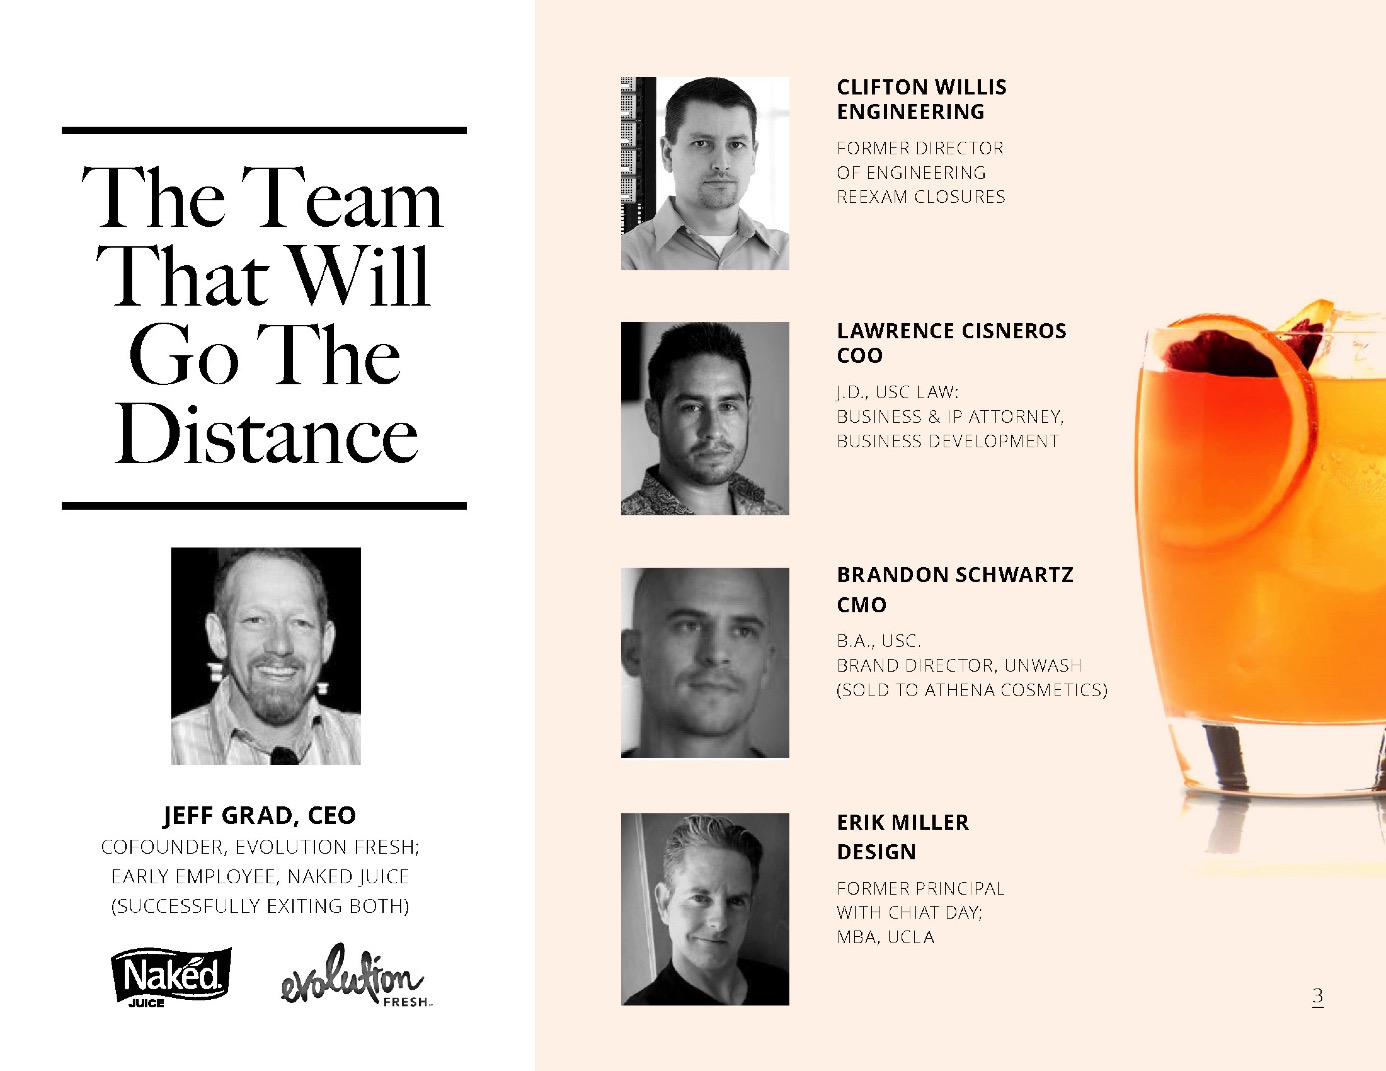 The Team
That Will
Go The
Distance
JEFF GRAD, CEO
COFOUNDER, EVOLUTION FRESH;
EARLY EMPLOYEE, NAKED JUICE
(SUCCESSFULLY EXITING BOTH)
Naked
JUICE
evolution
FRESH
CLIFTON WILLIS
ENGINEERING
FORMER DIRECTOR
OF ENGINEERING
REEXAM CLOSURES
LAWRENCE CISNEROS
COO
J.D., USC LAW:
BUSINESS & IP ATTORNEY,
BUSINESS DEVELOPMENT
BRANDON SCHWARTZ
CMO
B.A., USC.
BRAND DIRECTOR, UNWASH
(SOLD TO ATHENA COSMETICS)
ERIK MILLER
DESIGN
FORMER PRINCIPAL
WITH CHIAT DAY;
MBA, UCLA
3